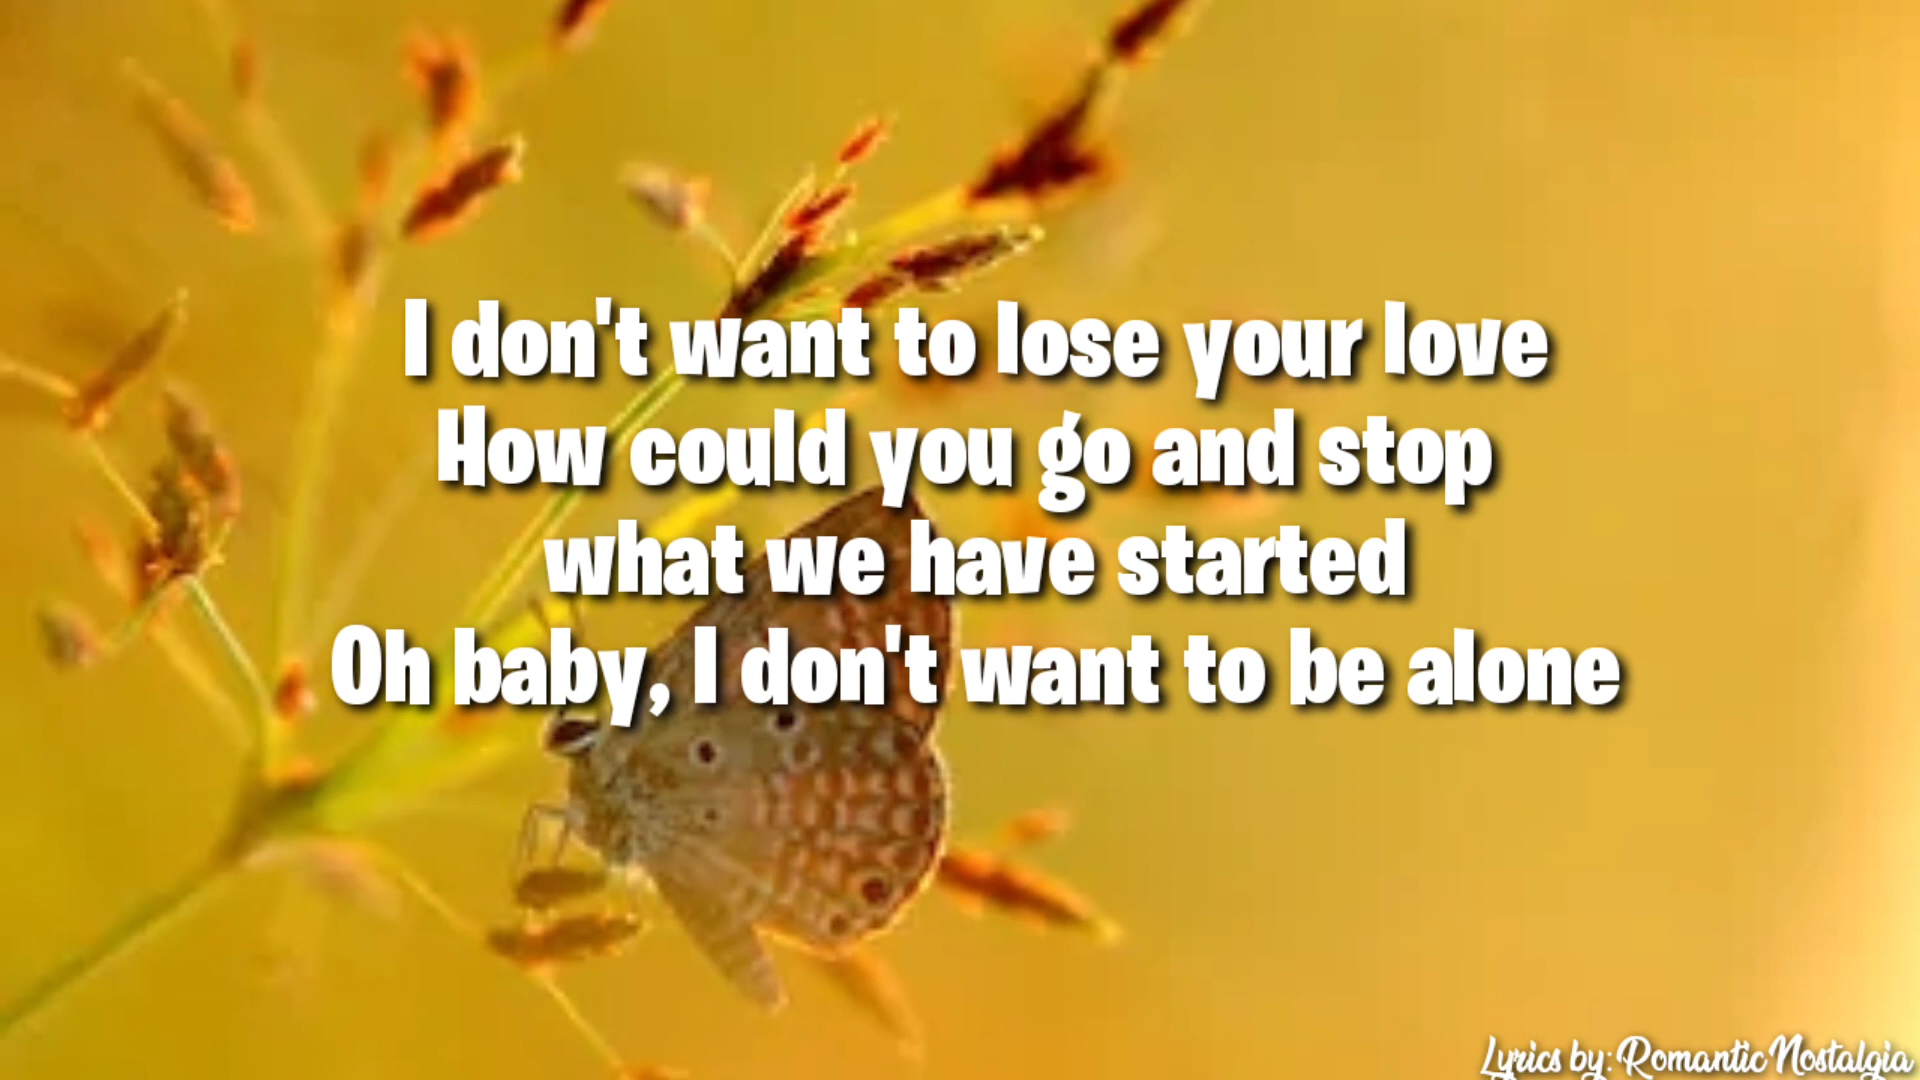 I don't want to lose your love
How could you go and stop
what we have started
Oh baby, I don't want to be alone
Lyrics by: Romantic Nostalgia